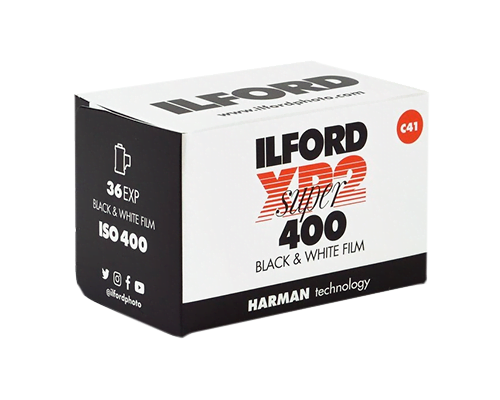 ILFORD
www.ilfordphoto.com
C41
ILFORD
XP2
super
400
BLACK & WHITE FILM
HARMAN technology
36 EXP
BLACK & WHITE FILM
ISO 400
@ilfordphoto